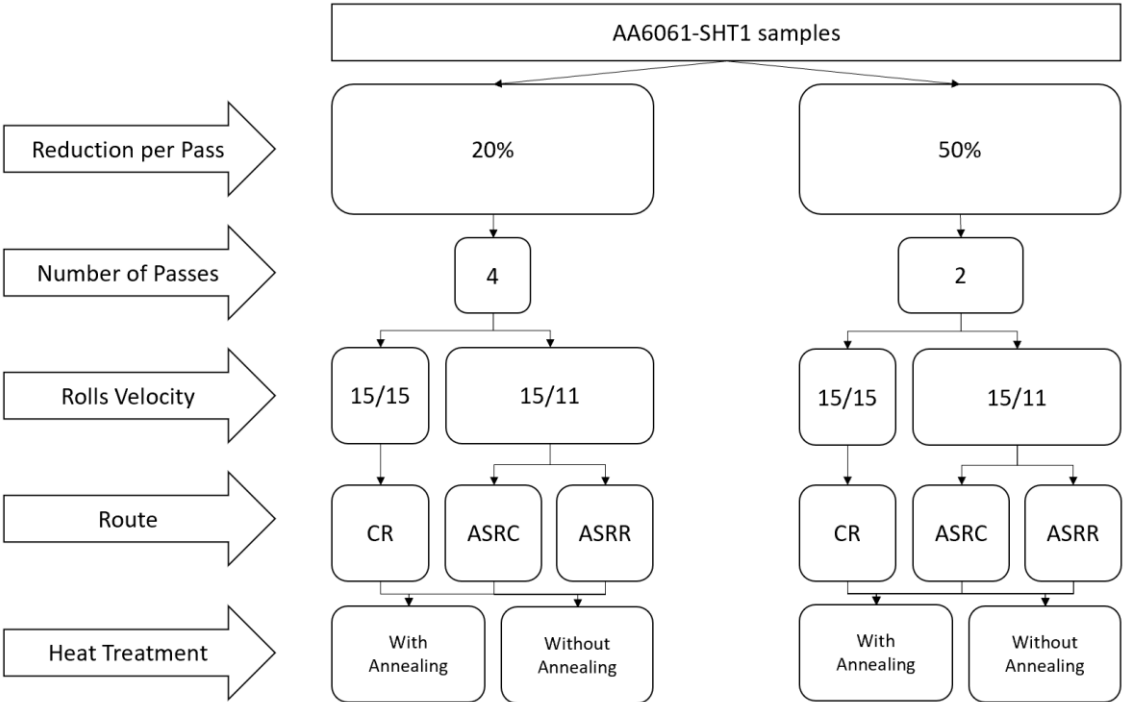 AA6061-SHT1 samples
Reduction per Pass
20%
50%
Number of Passes
4
2
Rolls Velocity
15/15
15/11
15/15
15/11
Route
CR
ASRC
ASRR
CR
ASRC
ASRR
Heat Treatment
With
Annealing
Without
Annealing
With
Annealing
Without
Annealing